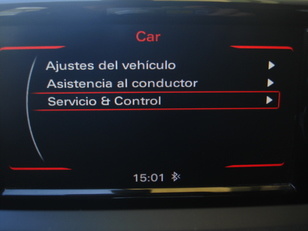 Car
Ajustes del vehículo
Asistencia al conductor
Servicio & Control
15:01